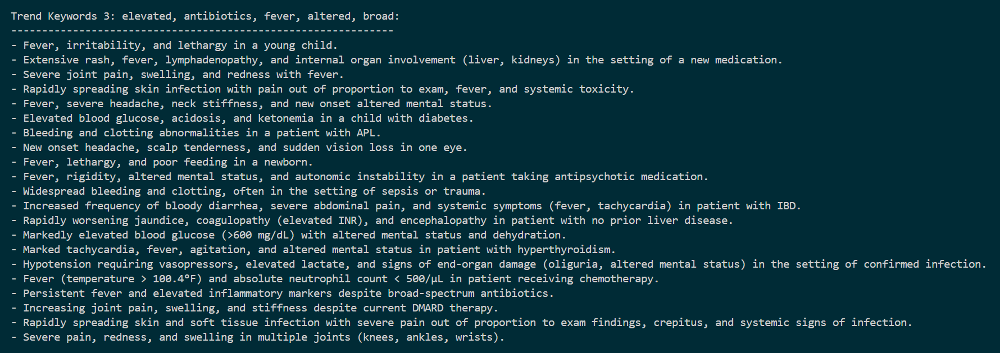 Trend Keywords 3: elevated, antibiotics, fever, altered, broad:
--------------------------------------------------------------
- Fever, irritability, and lethargy in a young child.
- Extensive rash, fever, lymphadenopathy, and internal organ involvement (liver, kidneys) in the setting of a new medication.
- Severe joint pain, swelling, and redness with fever.
- Rapidly spreading skin infection with pain out of proportion to exam, fever, and systemic toxicity.
- Fever, severe headache, neck stiffness, and new onset altered mental status.
- Elevated blood glucose, acidosis, and ketonemia in a child with diabetes.
- Bleeding and clotting abnormalities in a patient with APL.
- New onset headache, scalp tenderness, and sudden vision loss in one eye.
- Fever, lethargy, and poor feeding in a newborn.
- Fever, rigidity, altered mental status, and autonomic instability in a patient taking antipsychotic medication.
- Widespread bleeding and clotting, often in the setting of sepsis or trauma.
- Increased frequency of bloody diarrhea, severe abdominal pain, and systemic symptoms (fever, tachycardia) in patient with IBD.
- Rapidly worsening jaundice, coagulopathy (elevated INR), and encephalopathy in patient with no prior liver disease.
- Markedly elevated blood glucose (>600 mg/dL) with altered mental status and dehydration.
- Marked tachycardia, fever, agitation, and altered mental status in patient with hyperthyroidism.
- Hypotension requiring vasopressors, elevated lactate, and signs of end-organ damage (oliguria, altered mental status) in the setting of confirmed infection.
- Fever (temperature > 100.4°F) and absolute neutrophil count < 500/μL in patient receiving chemotherapy.
- Persistent fever and elevated inflammatory markers despite broad-spectrum antibiotics.
- Increasing joint pain, swelling, and stiffness despite current DMARD therapy.
- Rapidly spreading skin and soft tissue infection with severe pain out of proportion to exam findings, crepitus, and systemic signs of infection.
- Severe pain, redness, and swelling in multiple joints (knees, ankles, wrists).